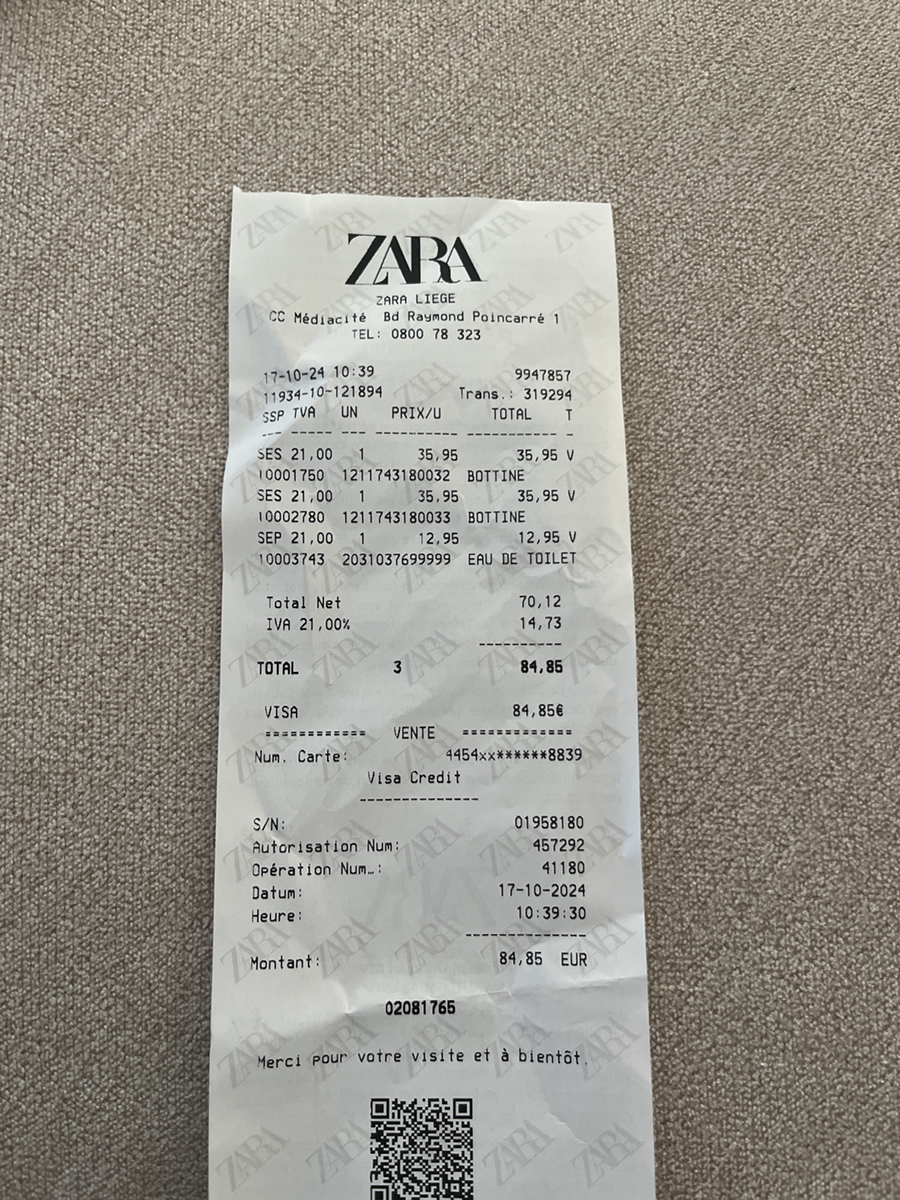 ZARA
ZARA LIEGE
CC Médiacité Bd Raymond Poincarré 1
TEL: 0800 78 323
17-10-24 10:39 9947857
11934-10-121894 Trans.: 319294
SSP TVA UN PRIX/U TOTAL T
--- ----- --- ---------- ----------- -
SES 21,00 1 35,95 35,95 V
10001750 1211743180032 BOTTINE
SES 21,00 1 35,95 35,95 V
10002780 1211743180033 BOTTINE
SEP 21,00 1 12,95 12,95 V
10003743 2031037699999 EAU DE TOILET
Total Net 70,12
IVA 21,00% 14,73
----------
TOTAL 3 84,85
VISA 84,85€
============ VENTE =============
Num. Carte: 4454xx******8839
Visa Credit
--------------
S/N: 01958180
Autorisation Num: 457292
Opération Num…: 41180
Datum: 17-10-2024
Heure: 10:39:30
--------------
Montant: 84,85 EUR
02081765
Merci pour votre visite et à bientôt.